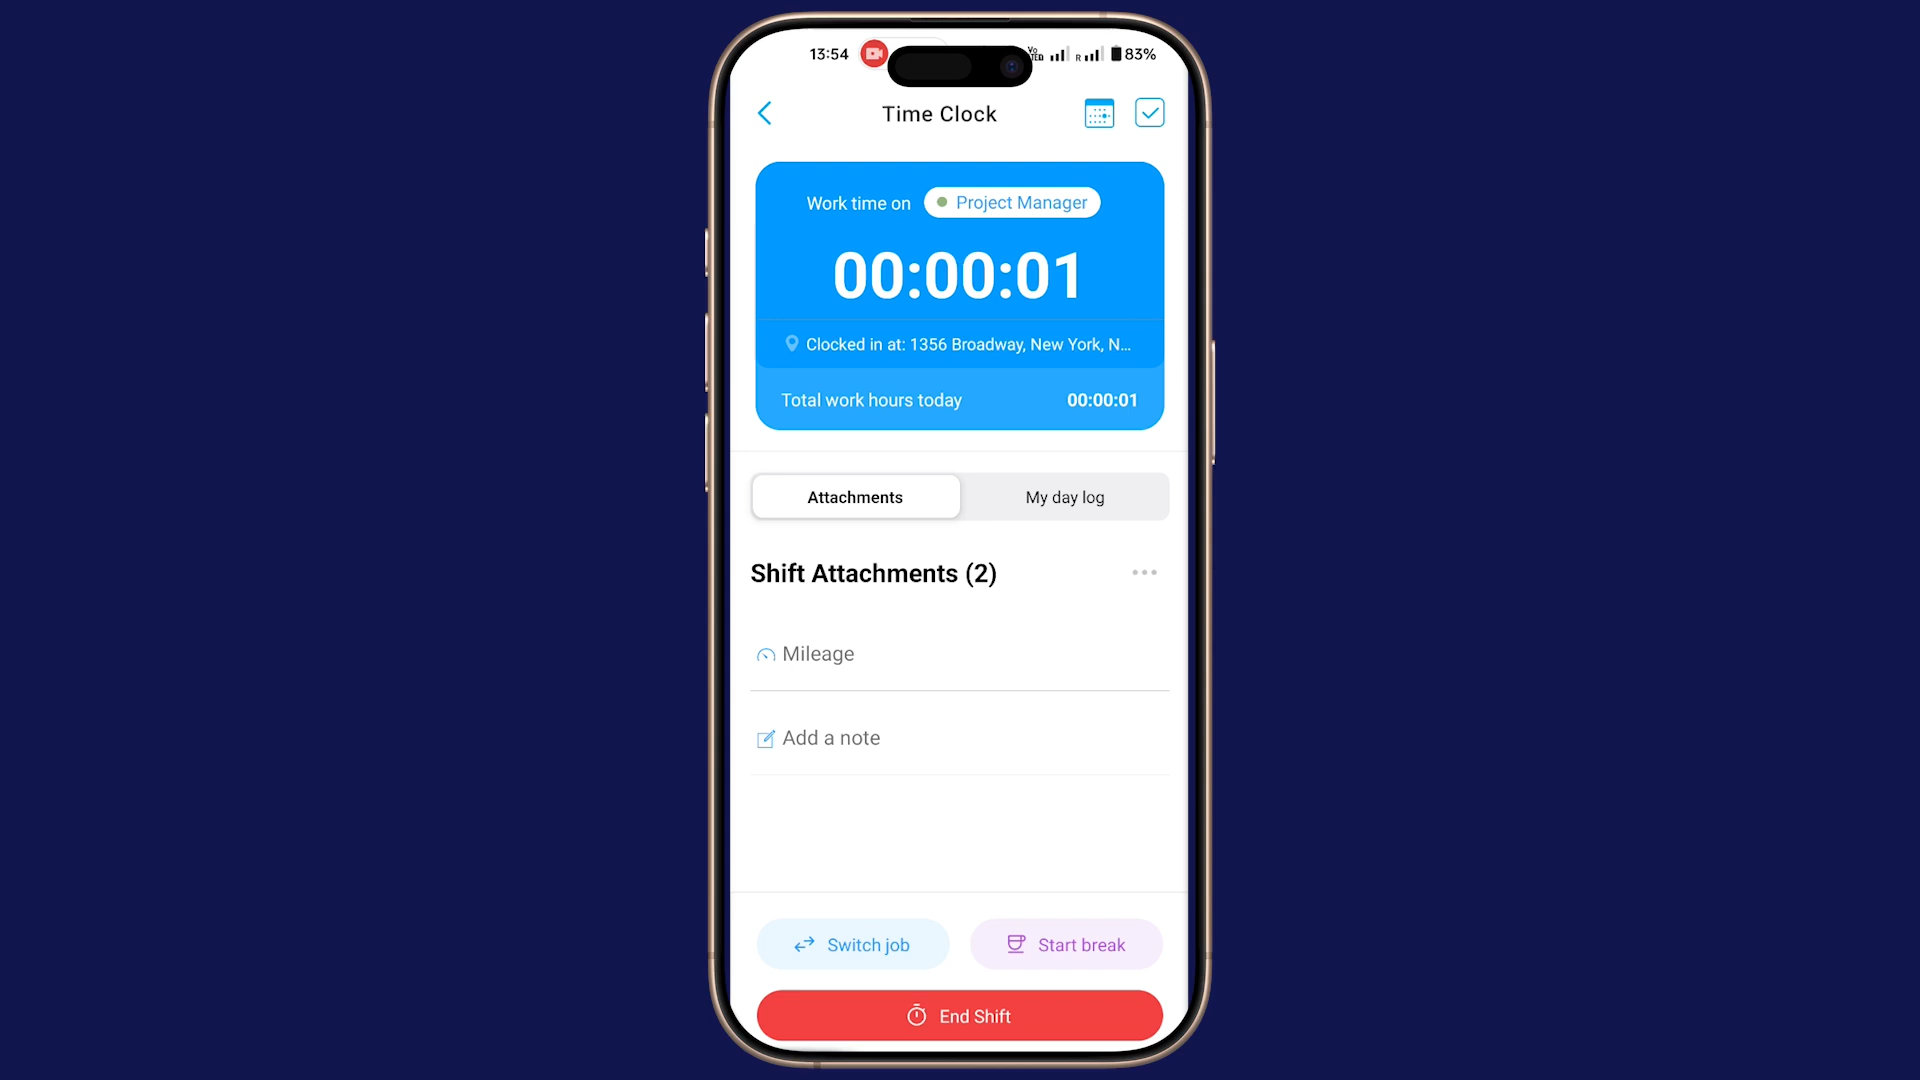 13:54
83%
Time Clock
Work time on Project Manager
00:00:01
Clocked in at: 1356 Broadway, New York, N...
Total work hours today 00:00:01
Attachments My day log
Shift Attachments (2)
Mileage
Add a note
Switch job Start break
End Shift